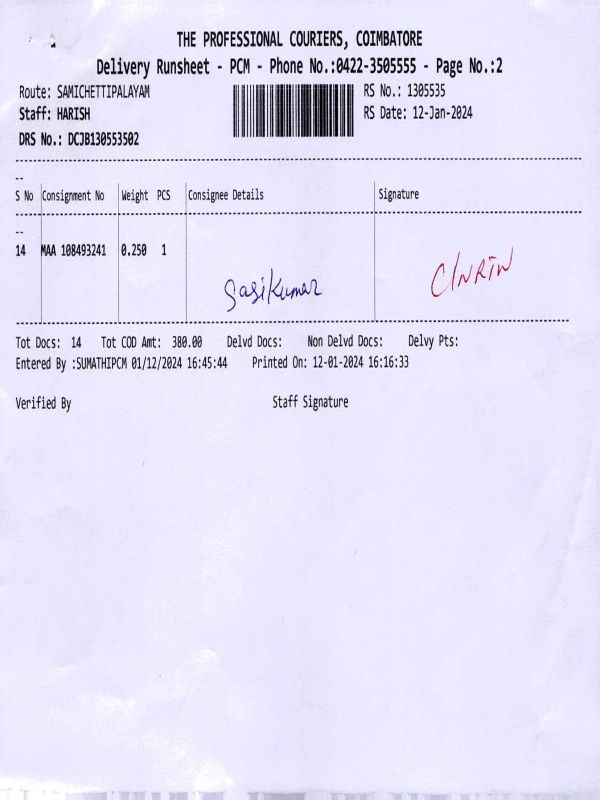 THE PROFESSIONAL COURIERS, COIMBATORE
Delivery Runsheet - PCM - Phone No.:0422-3505555 - Page No.:2
Route: SAMICHETTIPALAYAM RS No.: 1305535
Staff: HARISH RS Date: 12-Jan-2024
DRS No.: DCJB130553502
--
S No Consignment No Weight PCS Consignee Details Signature
--
14 MAA 108493241 0.250 1
Sasikumar
Tot Docs: 14 Tot COD Amt: 380.00 Delvd Docs: Non Delvd Docs: Delvy Pts:
Entered By :SUMATHIPCM 01/12/2024 16:45:44 Printed On: 12-01-2024 16:16:33
Verified By Staff Signature